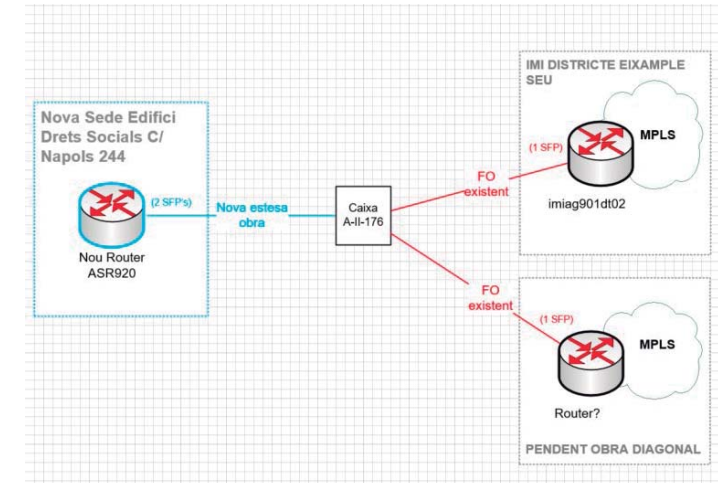 Nova Sede Edifici
Drets Socials C/
Napols 244
(2 SFP's)
Nou Router
ASR920
Nova estesa
obra
Caixa
A-II-176
FO
existent
FO
existent
IMI DISTRICTE EIXAMPLE
SEU
MPLS
(1 SFP)
imiag901dt02
(1 SFP)
MPLS
Router?
PENDENT OBRA DIAGONAL